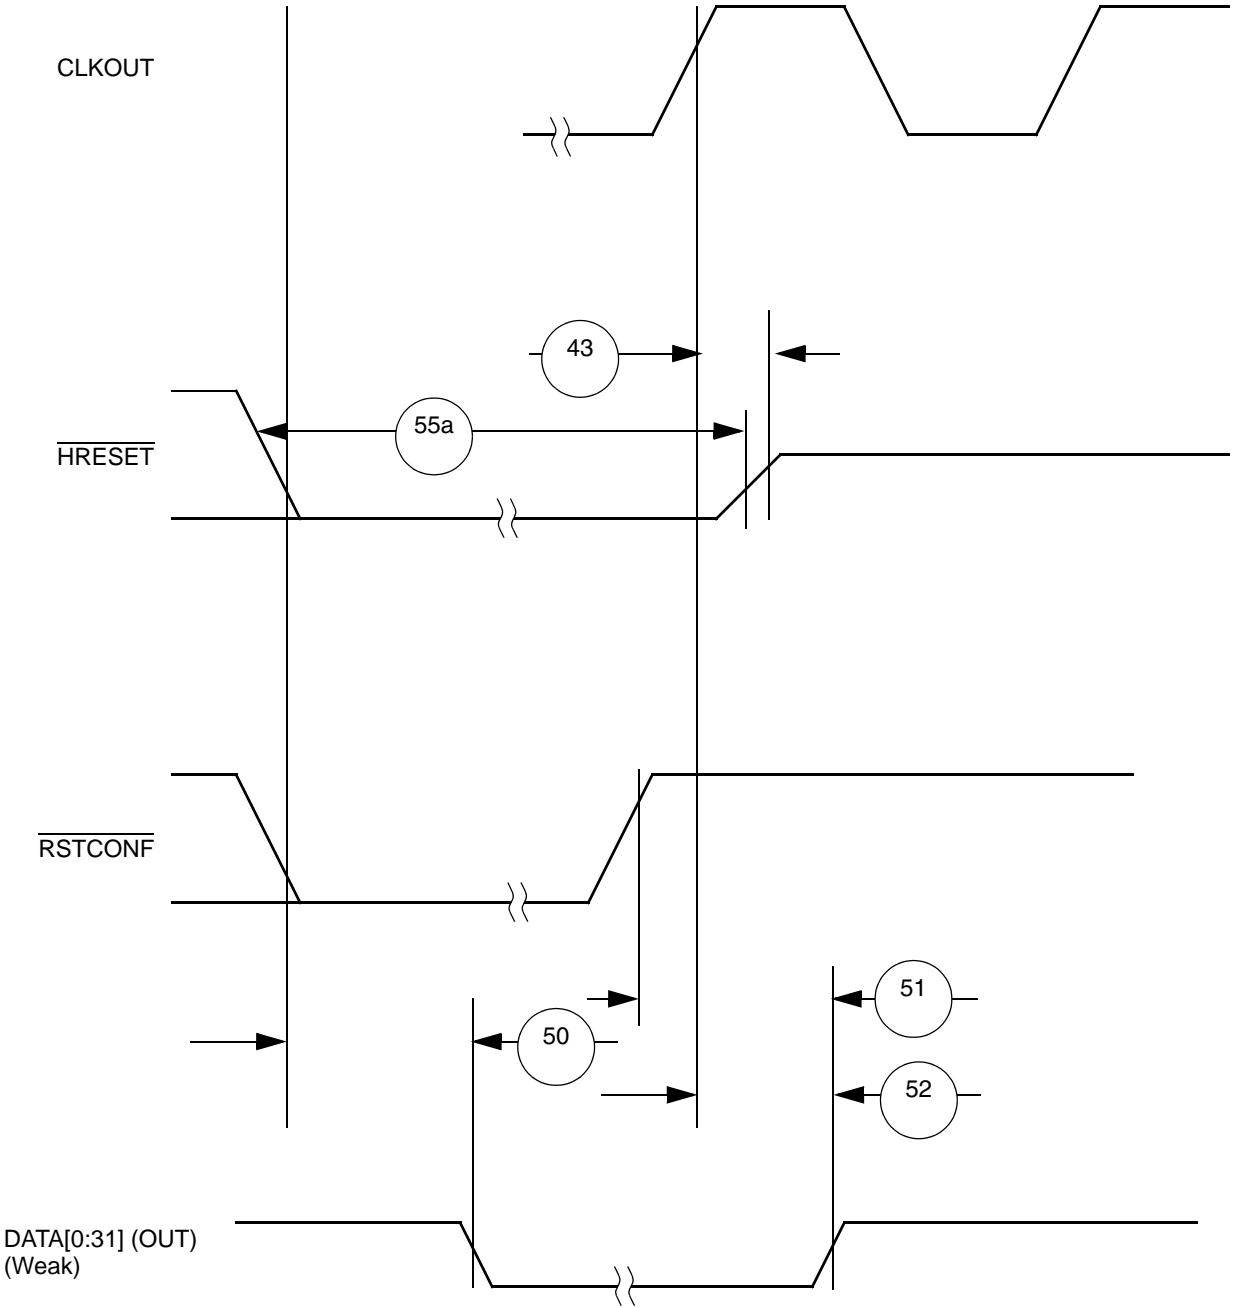 CLKOUT
43
55a
HRESET
RSTCONF
51
50
52
DATA[0:31] (OUT)
(Weak)